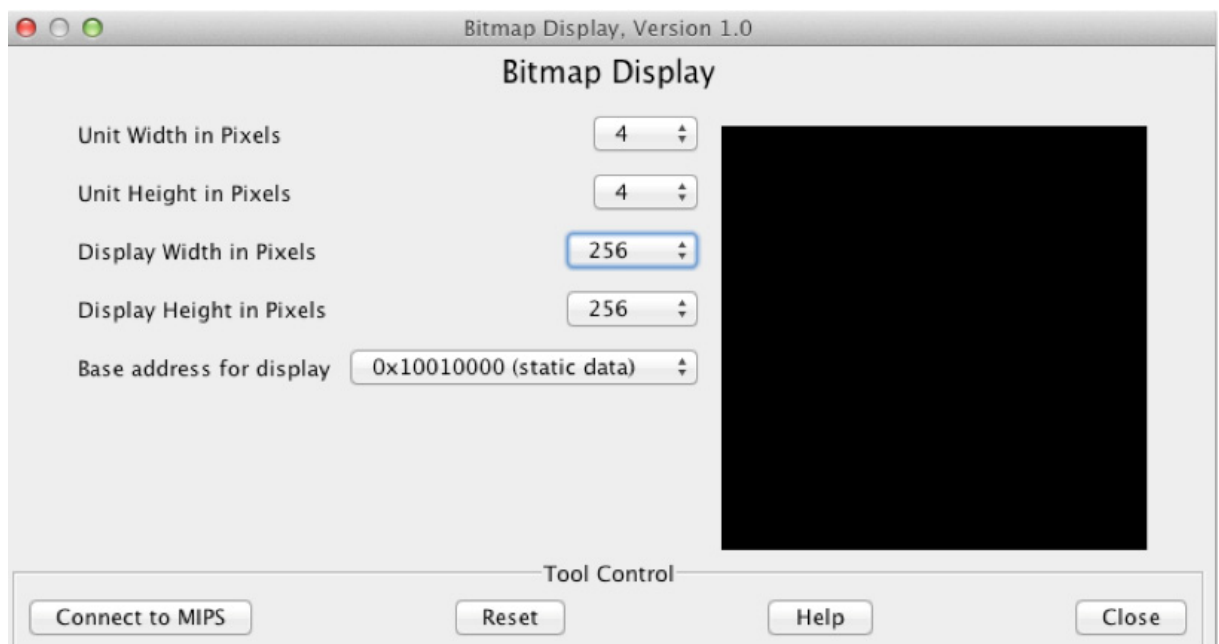 Bitmap Display, Version 1.0
Bitmap Display
Unit Width in Pixels 4
Unit Height in Pixels 4
Display Width in Pixels 256
Display Height in Pixels 256
Base address for display 0x10010000 (static data)
Tool Control
Connect to MIPS Reset Help Close